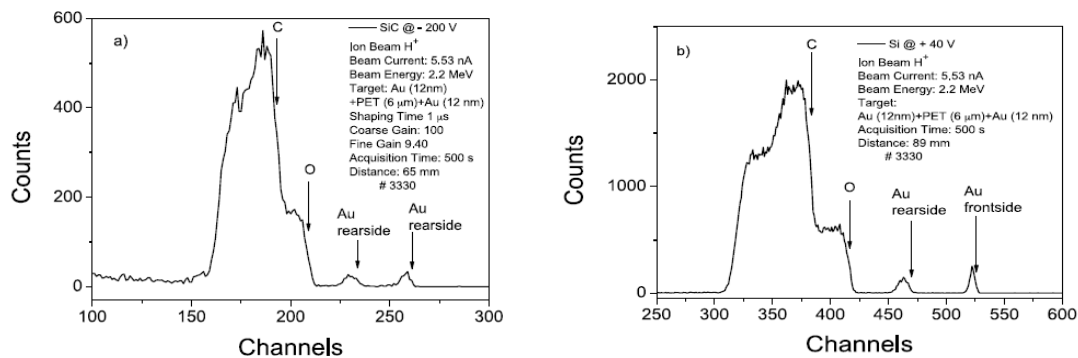 a)
SiC @ - 200 V
Ion Beam H+
Beam Current: 5.53 nA
Beam Energy: 2.2 MeV
Target: Au (12nm)
+PET (6 μm)+Au (12 nm)
Shaping Time 1 μs
Coarse Gain: 100
Fine Gain 9.40
Acquisition Time: 500 s
Distance: 65 mm
# 3330
C
O
Au
rearside
Au
rearside
Counts
600
400
200
0
100 150 200 250 300
Channels
b)
Si @ + 40 V
Ion Beam H+
Beam Current: 5,53 nA
Beam Energy: 2.2 MeV
Target:
Au (12nm)+PET (6 μm)+Au (12 nm)
Acquisition Time: 500 s
Distance: 89 mm
# 3330
C
O
Au
rearside
Au
frontside
Counts
2000
1000
0
250 300 350 400 450 500 550 600
Channels